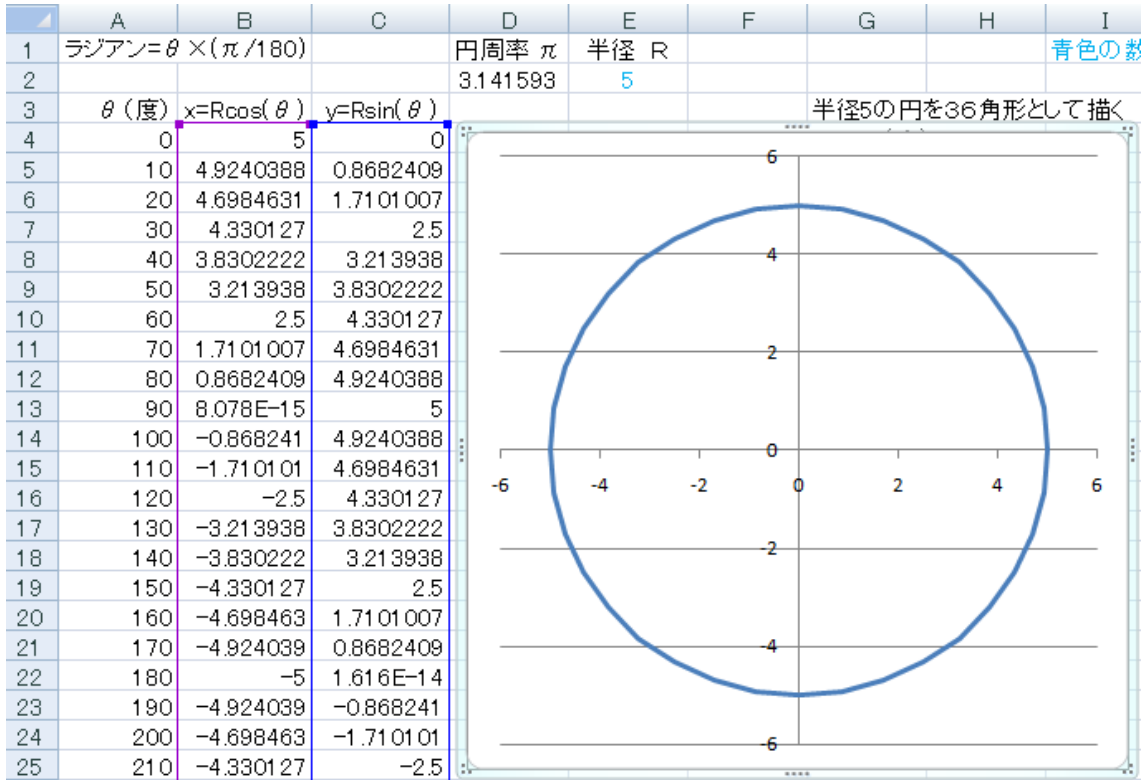 A B C D E F G H I
1 ラジアン=θ×(π/180) 円周率 π 半径 R 青色の数
2 3.141593 5
3 θ(度) x=Rcos(θ) y=Rsin(θ) 半径5の円を36角形として描く
4 0 5 0
5 10 4.9240388 0.8682409
6 20 4.6984631 1.7101007
7 30 4.330127 2.5
8 40 3.8302222 3.213938
9 50 3.213938 3.8302222
10 60 2.5 4.330127
11 70 1.7101007 4.6984631
12 80 0.8682409 4.9240388
13 90 8.078E-15 5
14 100 -0.868241 4.9240388
15 110 -1.710101 4.6984631
16 120 -2.5 4.330127
17 130 -3.213938 3.8302222
18 140 -3.830222 3.213938
19 150 -4.330127 2.5
20 160 -4.698463 1.7101007
21 170 -4.924039 0.8682409
22 180 -5 1.616E-14
23 190 -4.924039 -0.868241
24 200 -4.698463 -1.710101
25 210 -4.330127 -2.5
6
4
2
0
-6 -4 -2 0 2 4 6
-2
-4
-6